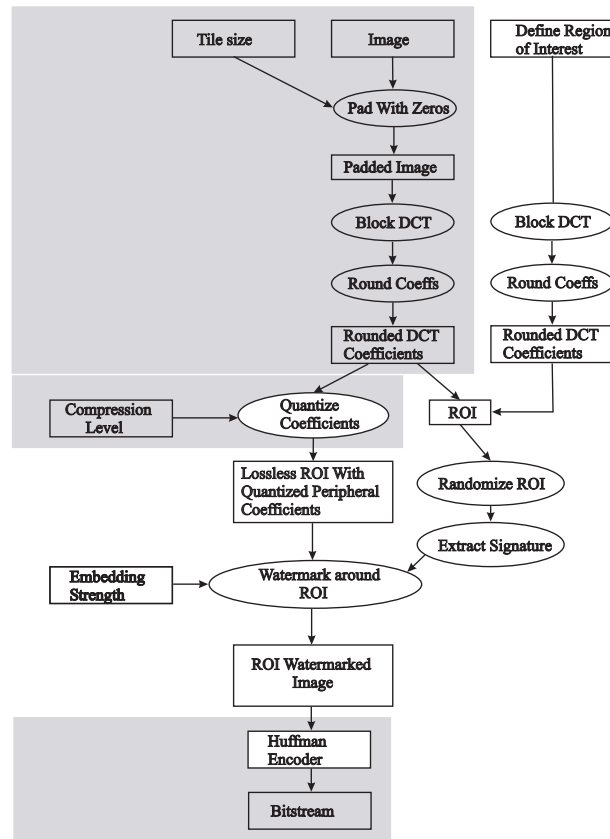 Tile size
Image
Define Region
of Interest
Pad With Zeros
Padded Image
Block DCT
Block DCT
Round Coeffs
Round Coeffs
Rounded DCT
Coefficients
Rounded DCT
Coefficients
Compression
Level
Quantize
Coefficients
ROI
Lossless ROI With
Quantized Peripheral
Coefficients
Randomize ROI
Extract Signature
Embedding
Strength
Watermark around
ROI
ROI Watermarked
Image
Huffman
Encoder
Bitstream